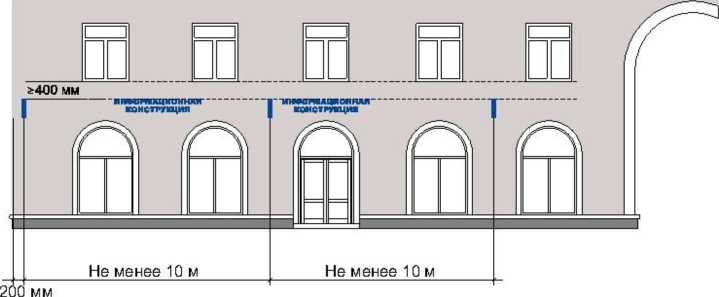 ≥400 мм
ИНФОРМАЦИОННАЯ ИНФОРМАЦИОННАЯ
КОНСТРУКЦИЯ КОНСТРУКЦИЯ
Не менее 10 м Не менее 10 м
200 мм